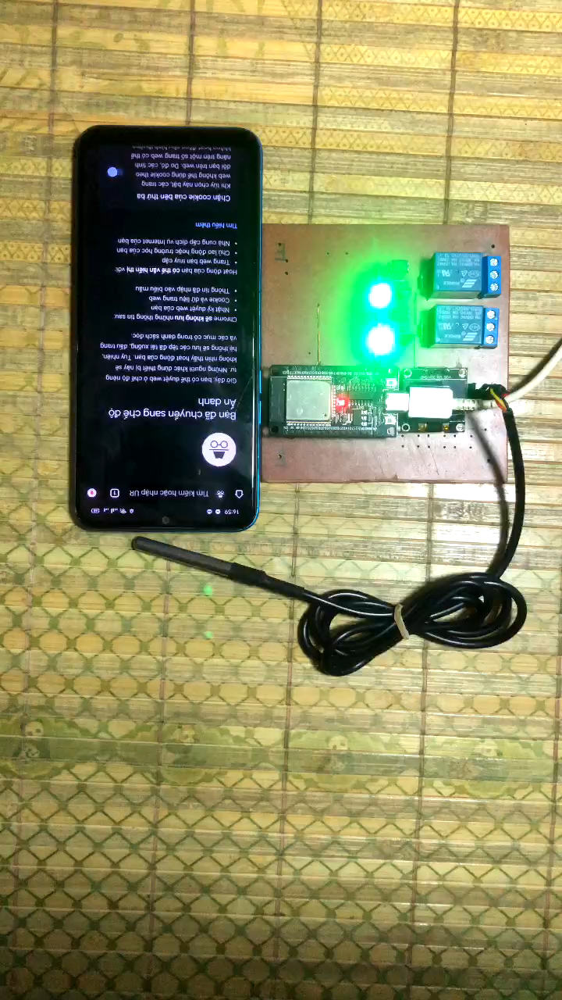 16:59
Tìm kiếm hoặc nhập UR
1
Bạn đã chuyển sang chế độ
Ẩn danh
Giờ đây, bạn có thể duyệt web ở chế độ riêng
tư. Những người khác dùng thiết bị này sẽ
không nhìn thấy hoạt động của bạn. Tuy nhiên,
hệ thống sẽ lưu các tệp đã tải xuống, dấu trang
và các mục có trong danh sách đọc.
Chrome sẽ không lưu những thông tin sau:
• Nhật ký duyệt web của bạn
• Cookie và dữ liệu trang web
• Thông tin đã nhập vào biểu mẫu
Hoạt động của bạn có thể vẫn hiển thị với:
• Trang web bạn truy cập
• Chủ lao động hoặc trường học của bạn
• Nhà cung cấp dịch vụ Internet của bạn
Tìm hiểu thêm
Chặn cookie của bên thứ ba
Khi tùy chọn này bật, các trang
web không thể dùng cookie theo
dõi bạn trên web. Do đó, các tính
năng trên một số trang web có thể